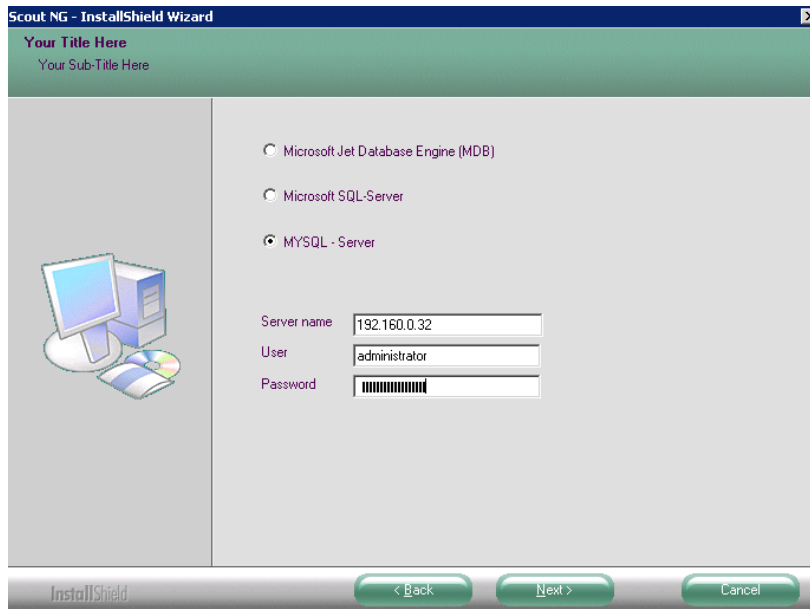 Scout NG - InstallShield Wizard
Your Title Here
Your Sub-Title Here
Microsoft Jet Database Engine (MDB)
Microsoft SQL-Server
MYSQL - Server
Server name 192.160.0.32
User administrator
Password
InstallShield
< Back Next > Cancel